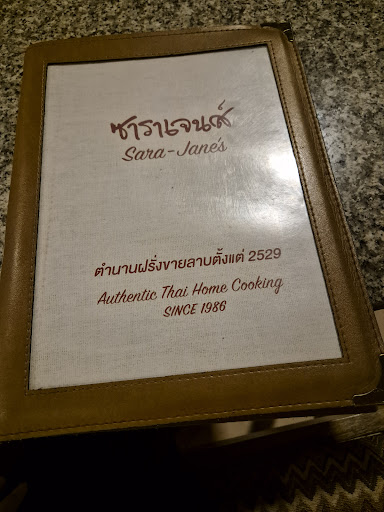 ซาราเจนส์
Sara-Jane's
ตำนานฝรั่งขายลาบตั้งแต่ 2529
Authentic Thai Home Cooking
SINCE 1986